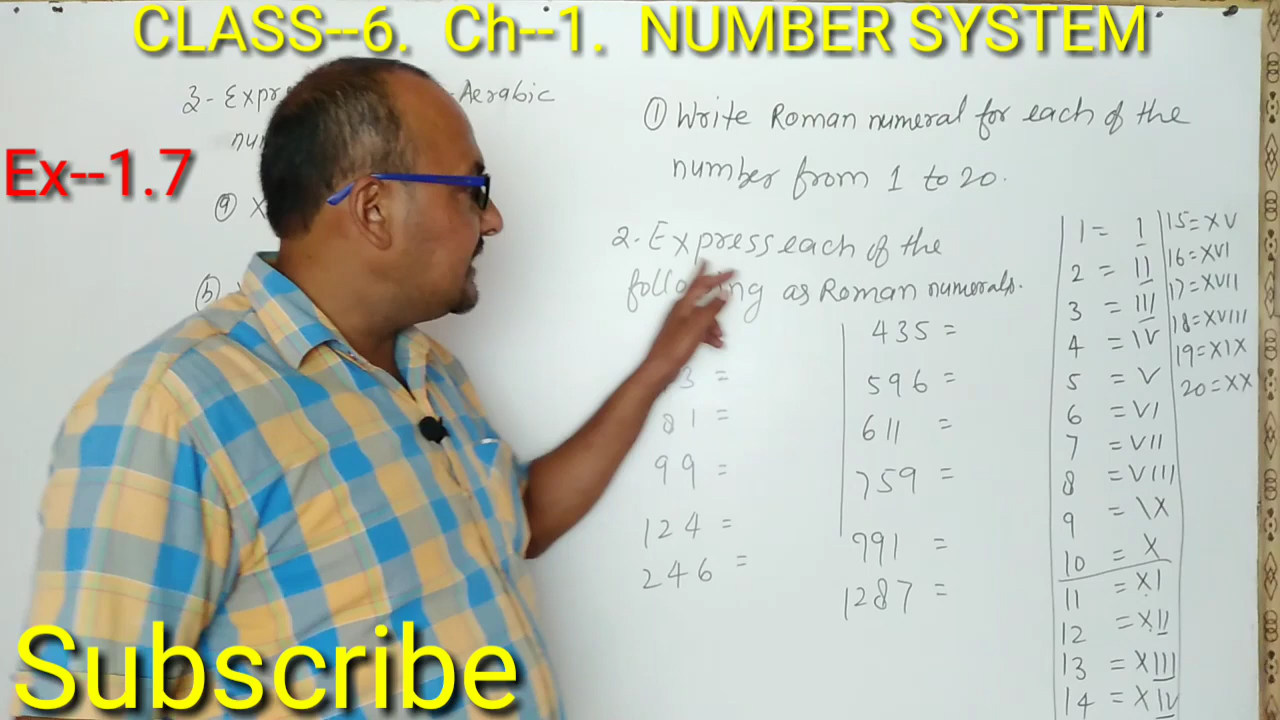 CLASS--6. Ch--1. NUMBER SYSTEM
Ex--1.7
3- Aerabic
① Write Roman numeral for each of the
number from 1 to 20.
2. Express each of the
as Roman numerals.
81 =
99 =
124 =
246 =
435 =
596 =
611 =
759 =
991 =
1287 =
1 = I
2 = II
3 = III
4 = IV
5 = V
6 = VI
7 = VII
8 = VIII
9 = IX
10 = X
11 = XI
12 = XII
13 = XIII
14 = XIV
15 = XV
16 = XVI
17 = XVII
18 = XVIII
19 = XIX
20 = XX
Subscribe